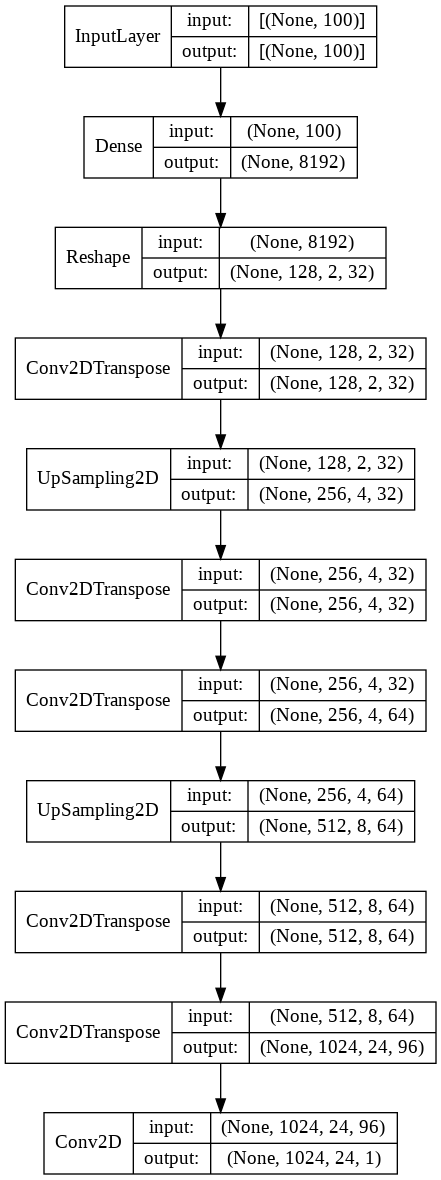 InputLayer
input: [(None, 100)]
output: [(None, 100)]
Dense
input: (None, 100)
output: (None, 8192)
Reshape
input: (None, 8192)
output: (None, 128, 2, 32)
Conv2DTranspose
input: (None, 128, 2, 32)
output: (None, 128, 2, 32)
UpSampling2D
input: (None, 128, 2, 32)
output: (None, 256, 4, 32)
Conv2DTranspose
input: (None, 256, 4, 32)
output: (None, 256, 4, 32)
Conv2DTranspose
input: (None, 256, 4, 32)
output: (None, 256, 4, 64)
UpSampling2D
input: (None, 256, 4, 64)
output: (None, 512, 8, 64)
Conv2DTranspose
input: (None, 512, 8, 64)
output: (None, 512, 8, 64)
Conv2DTranspose
input: (None, 512, 8, 64)
output: (None, 1024, 24, 96)
Conv2D
input: (None, 1024, 24, 96)
output: (None, 1024, 24, 1)